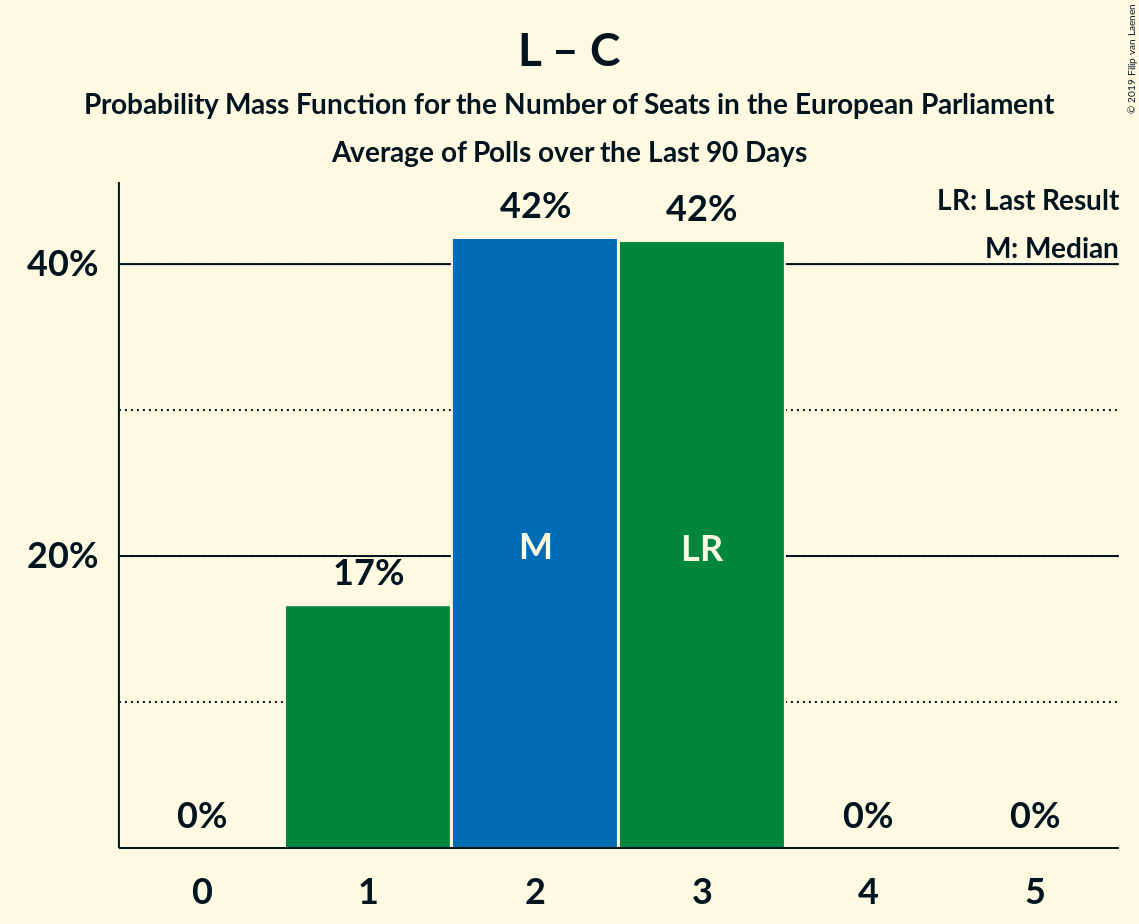 L – C
Probability Mass Function for the Number of Seats in the European Parliament
Average of Polls over the Last 90 Days
© 2019 Filip van Laenen
LR: Last Result
M: Median
42%
42%
40%
20%
17%
M
LR
0%
0%
0%
0
1
2
3
4
5